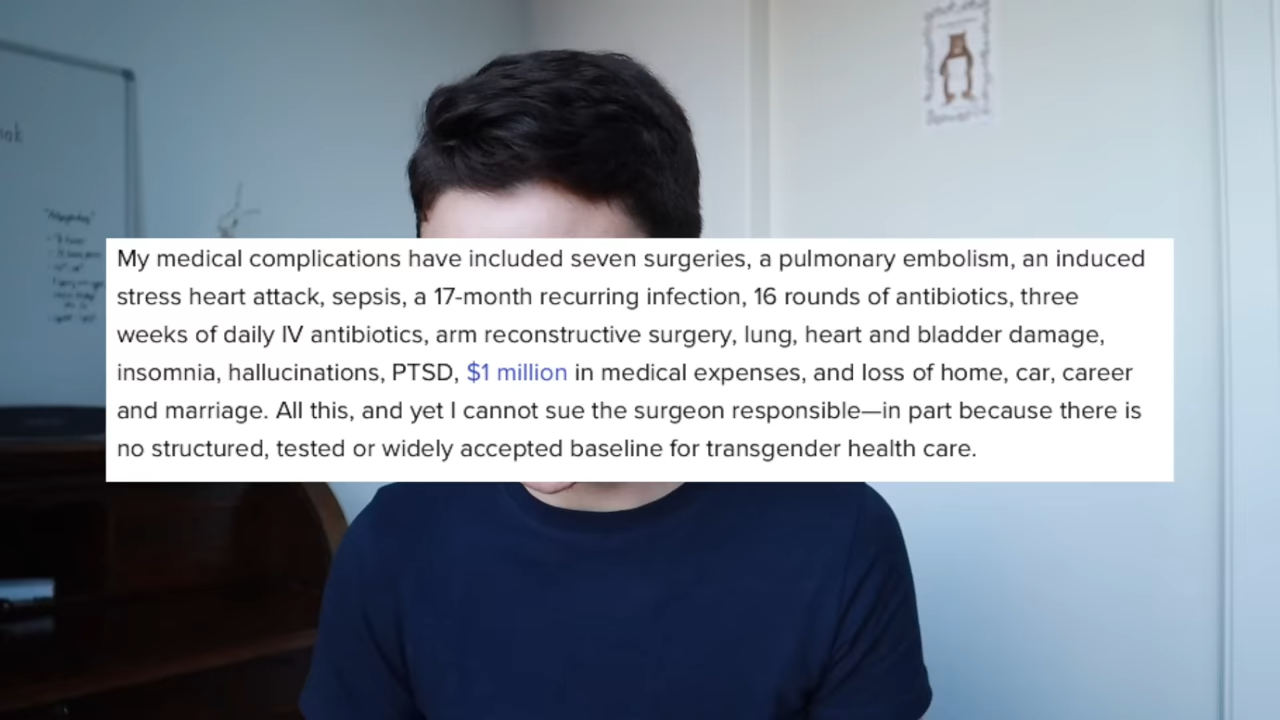 My medical complications have included seven surgeries, a pulmonary embolism, an induced
stress heart attack, sepsis, a 17-month recurring infection, 16 rounds of antibiotics, three
weeks of daily IV antibiotics, arm reconstructive surgery, lung, heart and bladder damage,
insomnia, hallucinations, PTSD, $1 million in medical expenses, and loss of home, car, career
and marriage. All this, and yet I cannot sue the surgeon responsible—in part because there is
no structured, tested or widely accepted baseline for transgender health care.